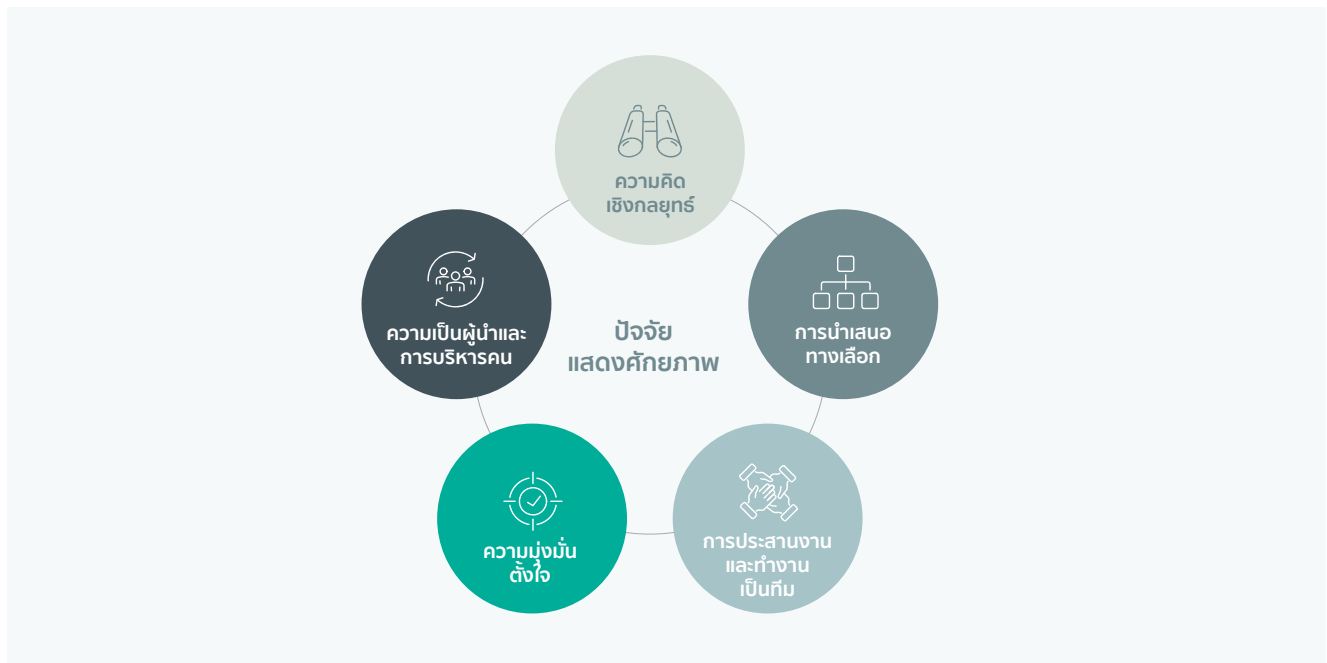 ความคิด
เชิงกลยุทธ์
ความเป็นผู้นำและ
การบริหารคน
ปัจจัย
แสดงศักยภาพ
การนำเสนอ
ทางเลือก
ความมุ่งมั่น
ตั้งใจ
การประสานงาน
และทำงาน
เป็นทีม